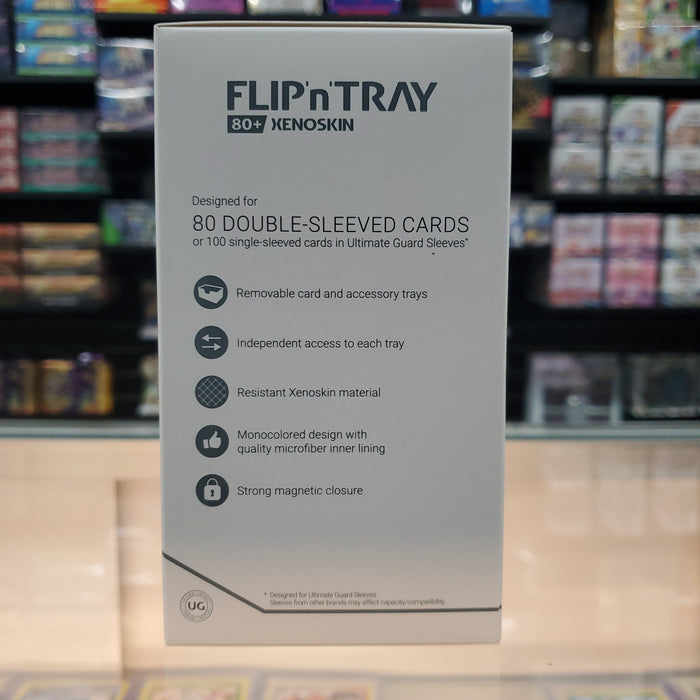 FLIP'n'TRAY
80+ XENOSKIN
Designed for
80 DOUBLE-SLEEVED CARDS
or 100 single-sleeved cards in Ultimate Guard Sleeves*
Removable card and accessory trays
Independent access to each tray
Resistant Xenoskin material
Monocolored design with
quality microfiber inner lining
Strong magnetic closure
* Designed for Ultimate Guard Sleeves.
Sleeves from other brands may affect capacity/compatibility.
UG